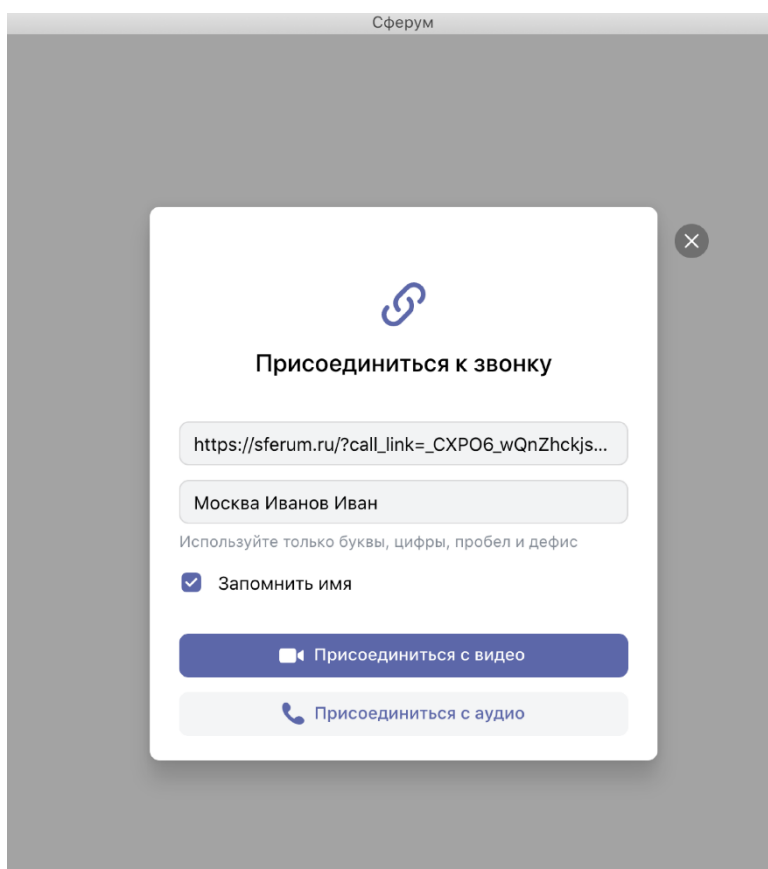 Сферум
Присоединиться к звонку
https://sferum.ru/?call_link=_CXPO6_wQnZhckjs...
Москва Иванов Иван
Используйте только буквы, цифры, пробел и дефис
Запомнить имя
Присоединиться с видео
Присоединиться с аудио